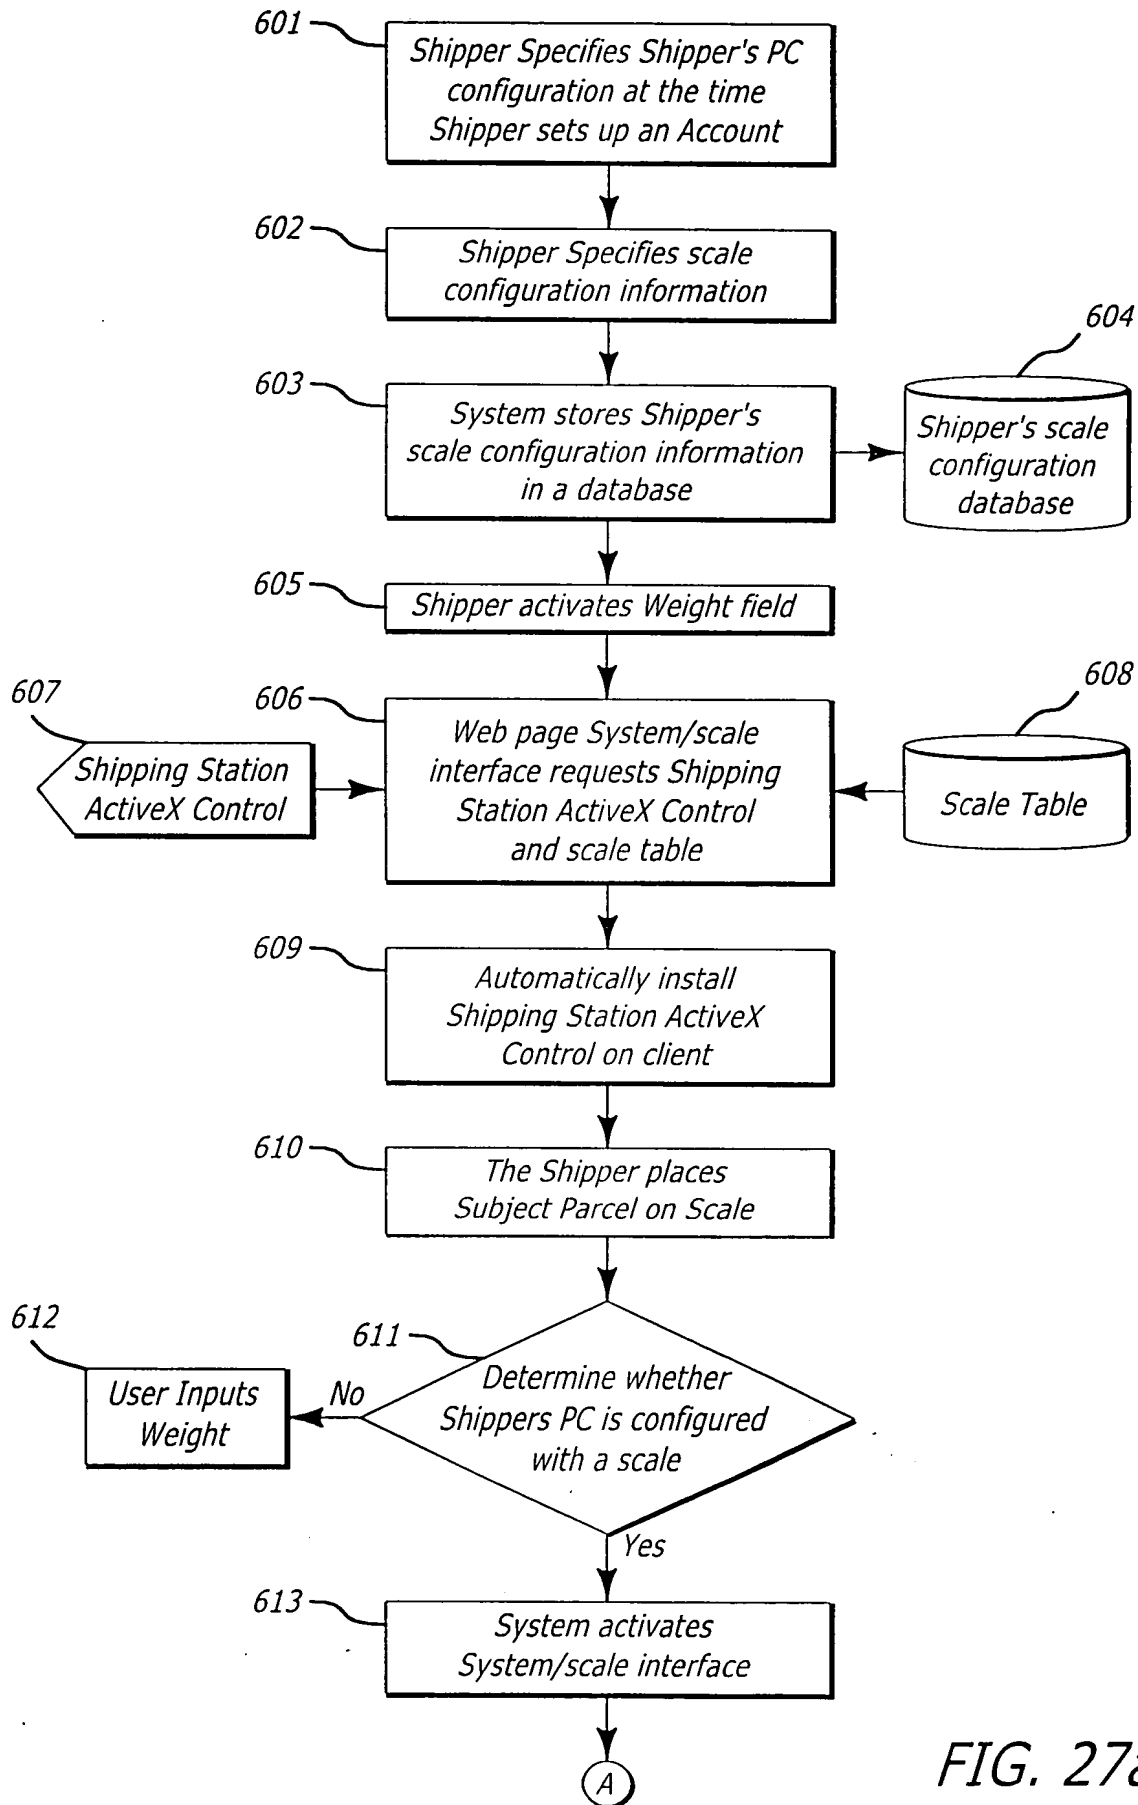 601
Shipper Specifies Shipper's PC
configuration at the time
Shipper sets up an Account
602
Shipper Specifies scale
configuration information
603
System stores Shipper's
scale configuration information
in a database
604
Shipper's scale
configuration
database
605
Shipper activates Weight field
606
Web page System/scale
interface requests Shipping
Station ActiveX Control
and scale table
607
Shipping Station
ActiveX Control
608
Scale Table
609
Automatically install
Shipping Station ActiveX
Control on client
610
The Shipper places
Subject Parcel on Scale
611
Determine whether
Shippers PC is configured
with a scale
No
612
User Inputs
Weight
Yes
613
System activates
System/scale interface
A
FIG. 27a